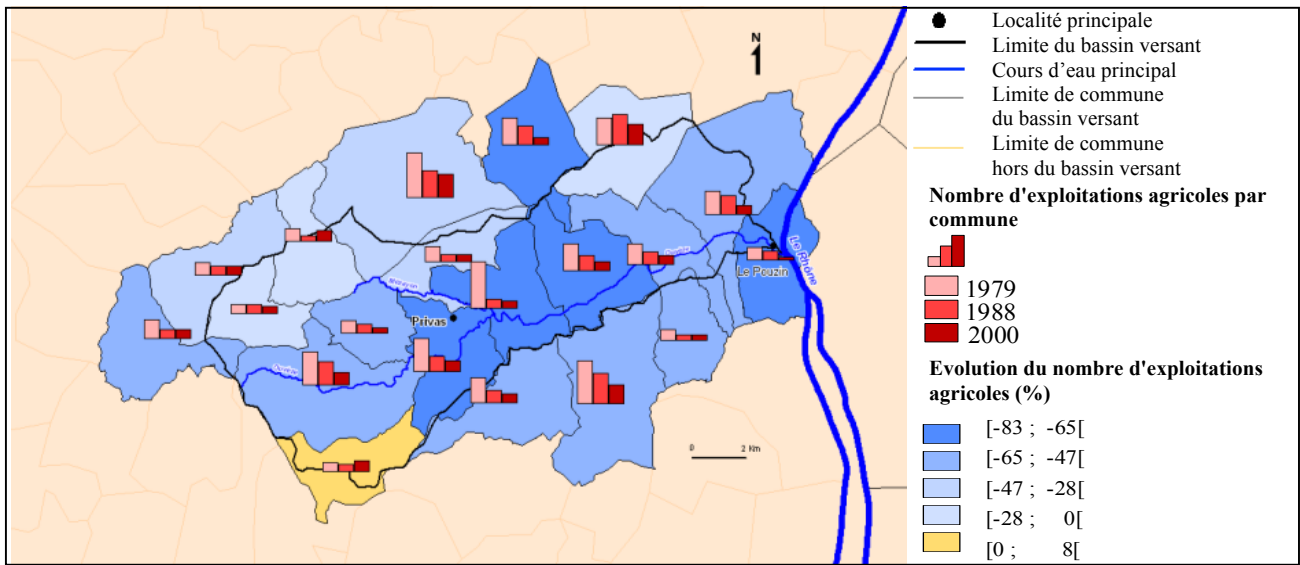 N
Le Rhône
Le Pouzin
Privas
Ouvèze
0 2 Km
Localité principale
Limite du bassin versant
Cours d'eau principal
Limite de commune
du bassin versant
Limite de commune
hors du bassin versant
Nombre d'exploitations agricoles par
commune
1979
1988
2000
Evolution du nombre d'exploitations
agricoles (%)
[-83 ; -65[
[-65 ; -47[
[-47 ; -28[
[-28 ; 0[
[0 ; 8[